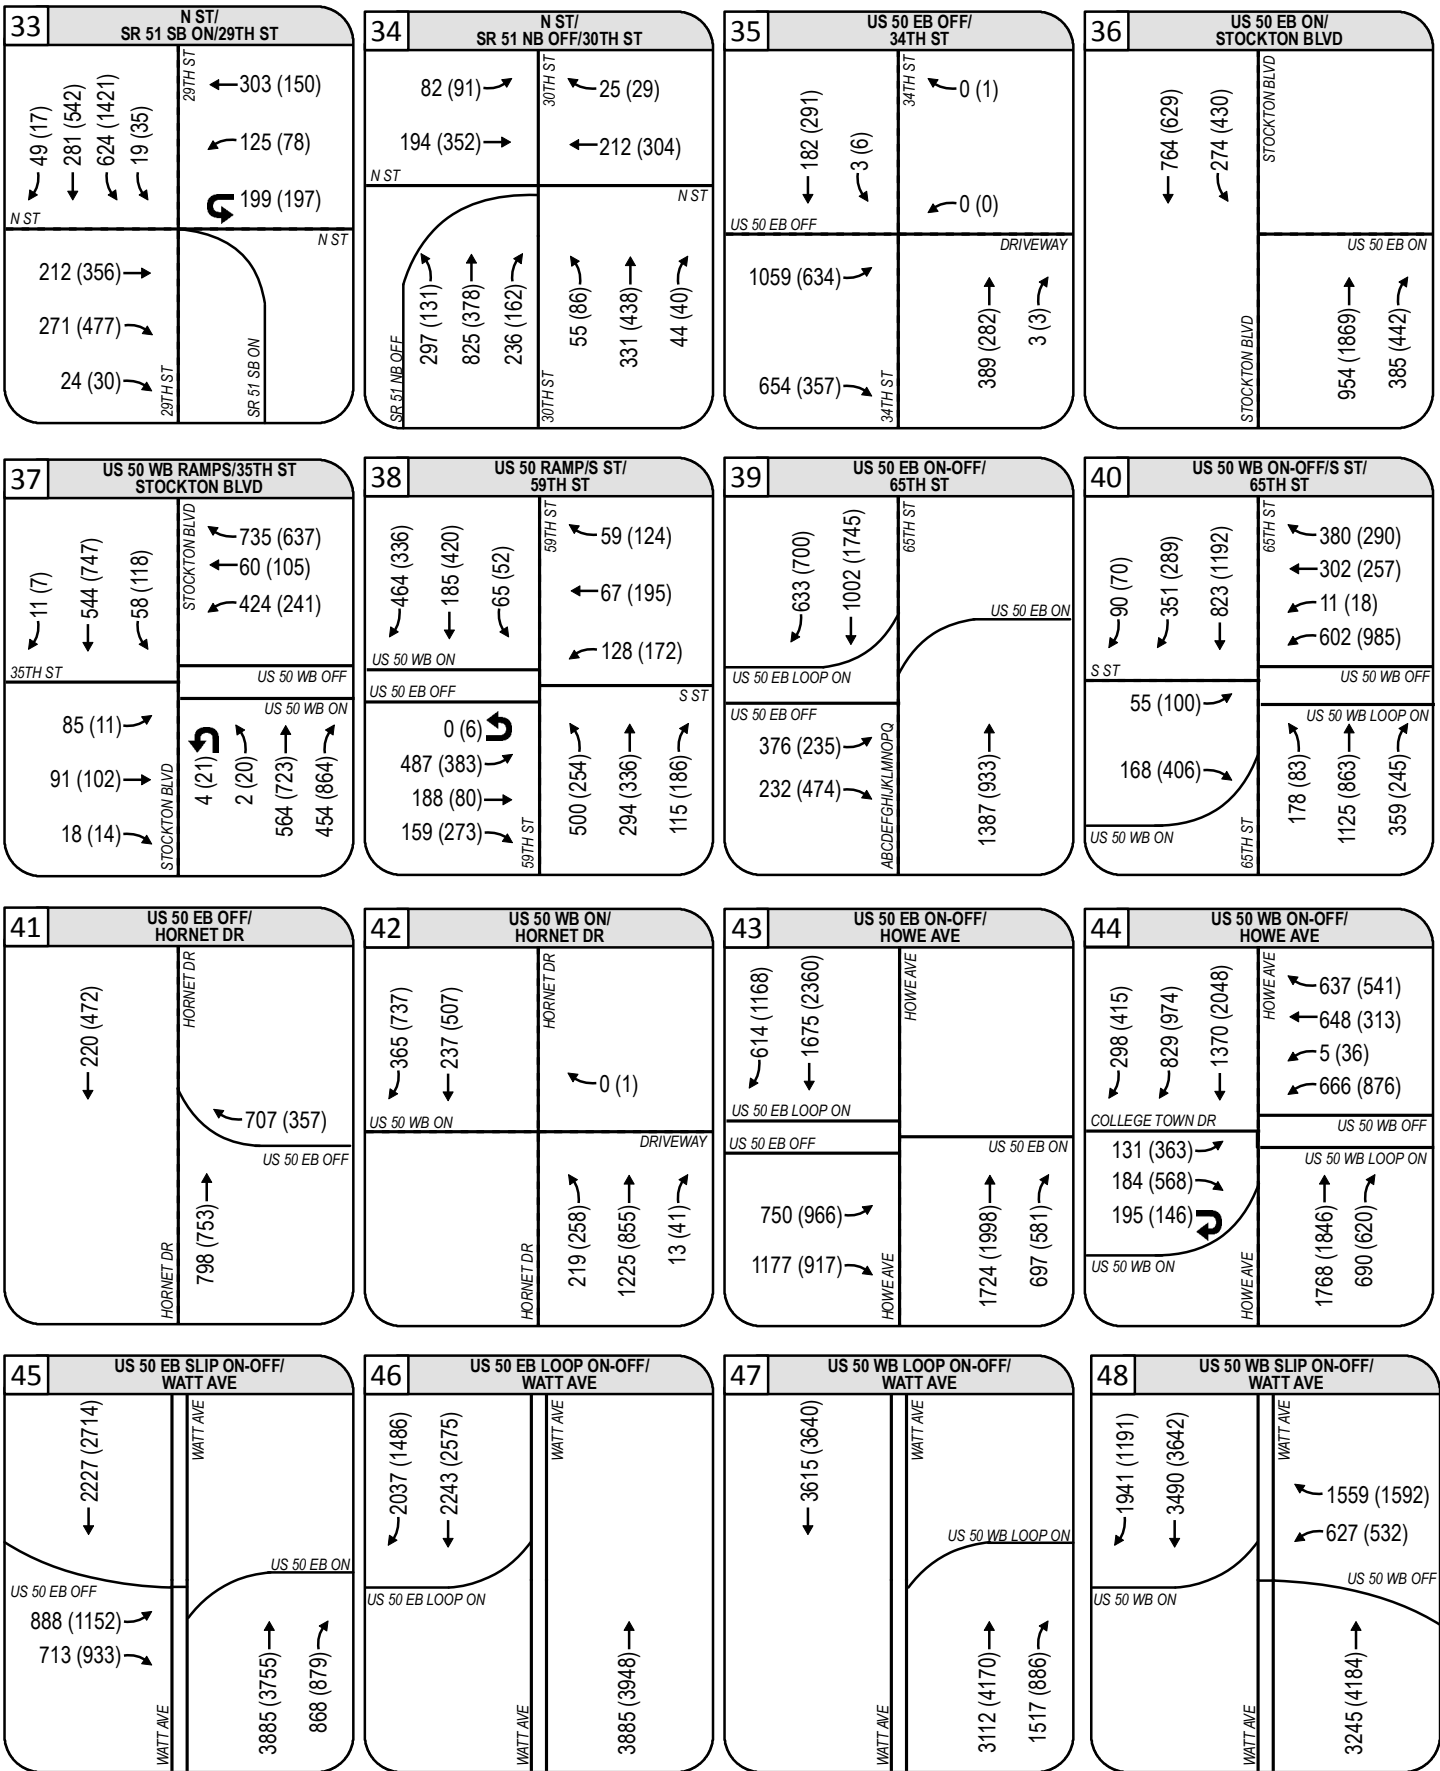 33
N ST/
SR 51 SB ON/29TH ST
49 (17)
281 (542)
624 (1421)
19 (35)
29TH ST
303 (150)
125 (78)
199 (197)
N ST
N ST
212 (356)
271 (477)
24 (30)
29TH ST
SR 51 SB ON
34
N ST/
SR 51 NB OFF/30TH ST
82 (91)
194 (352)
30TH ST
25 (29)
212 (304)
N ST
N ST
SR 51 NB OFF
297 (131)
825 (378)
236 (162)
30TH ST
55 (86)
331 (438)
44 (40)
35
US 50 EB OFF/
34TH ST
182 (291)
3 (6)
34TH ST
0 (1)
0 (0)
US 50 EB OFF
DRIVEWAY
1059 (634)
654 (357)
34TH ST
389 (282)
3 (3)
36
US 50 EB ON/
STOCKTON BLVD
764 (629)
274 (430)
STOCKTON BLVD
US 50 EB ON
STOCKTON BLVD
954 (1869)
385 (442)
37
US 50 WB RAMPS/35TH ST
STOCKTON BLVD
11 (7)
544 (747)
58 (118)
STOCKTON BLVD
735 (637)
60 (105)
424 (241)
35TH ST
US 50 WB OFF
US 50 WB ON
85 (11)
91 (102)
18 (14)
STOCKTON BLVD
4 (21)
2 (20)
564 (723)
454 (864)
38
US 50 RAMP/S ST/
59TH ST
464 (336)
185 (420)
65 (52)
59TH ST
59 (124)
67 (195)
128 (172)
US 50 WB ON
US 50 EB OFF
S ST
0 (6)
487 (383)
188 (80)
159 (273)
59TH ST
500 (254)
294 (336)
115 (186)
39
US 50 EB ON-OFF/
65TH ST
633 (700)
1002 (1745)
65TH ST
US 50 EB ON
US 50 EB LOOP ON
US 50 EB OFF
376 (235)
232 (474)
ABCDEFGHIJKLMNOPQ
1387 (933)
40
US 50 WB ON-OFF/S ST/
65TH ST
90 (70)
351 (289)
823 (1192)
65TH ST
380 (290)
302 (257)
11 (18)
602 (985)
S ST
US 50 WB OFF
US 50 WB LOOP ON
55 (100)
168 (406)
US 50 WB ON
65TH ST
178 (83)
1125 (863)
359 (245)
41
US 50 EB OFF/
HORNET DR
220 (472)
HORNET DR
707 (357)
US 50 EB OFF
HORNET DR
798 (753)
42
US 50 WB ON/
HORNET DR
365 (737)
237 (507)
HORNET DR
0 (1)
US 50 WB ON
DRIVEWAY
HORNET DR
219 (258)
1225 (855)
13 (41)
43
US 50 EB ON-OFF/
HOWE AVE
614 (1168)
1675 (2360)
HOWE AVE
US 50 EB LOOP ON
US 50 EB OFF
US 50 EB ON
750 (966)
1177 (917)
HOWE AVE
1724 (1998)
697 (581)
44
US 50 WB ON-OFF/
HOWE AVE
298 (415)
829 (974)
1370 (2048)
HOWE AVE
637 (541)
648 (313)
5 (36)
666 (876)
COLLEGE TOWN DR
US 50 WB OFF
US 50 WB LOOP ON
131 (363)
184 (568)
195 (146)
US 50 WB ON
HOWE AVE
1768 (1846)
690 (620)
45
US 50 EB SLIP ON-OFF/
WATT AVE
2227 (2714)
WATT AVE
US 50 EB ON
US 50 EB OFF
888 (1152)
713 (933)
WATT AVE
3885 (3755)
868 (879)
46
US 50 EB LOOP ON-OFF/
WATT AVE
2037 (1486)
2243 (2575)
WATT AVE
US 50 EB LOOP ON
WATT AVE
3885 (3948)
47
US 50 WB LOOP ON-OFF/
WATT AVE
3615 (3640)
WATT AVE
US 50 WB LOOP ON
WATT AVE
3112 (4170)
1517 (886)
48
US 50 WB SLIP ON-OFF/
WATT AVE
1941 (1191)
3490 (3642)
WATT AVE
1559 (1592)
627 (532)
US 50 WB OFF
US 50 WB ON
WATT AVE
3245 (4184)